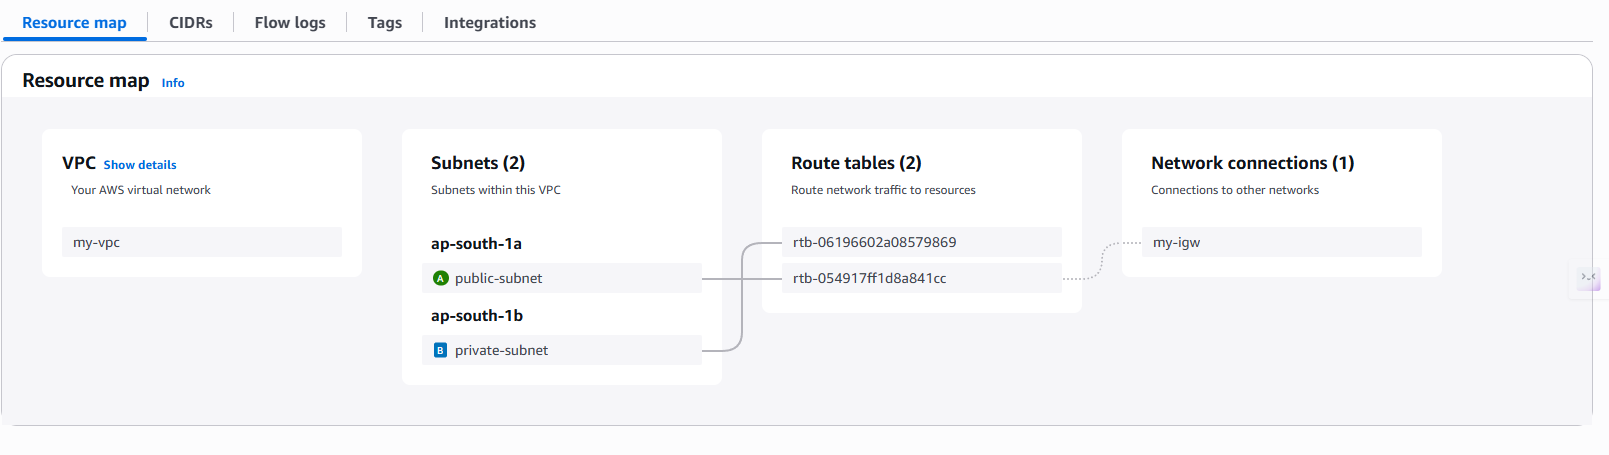 Resource map
CIDRs
Flow logs
Tags
Integrations
Resource map Info
VPC Show details
Your AWS virtual network
my-vpc
Subnets (2)
Subnets within this VPC
ap-south-1a
A public-subnet
ap-south-1b
B private-subnet
Route tables (2)
Route network traffic to resources
rtb-06196602a08579869
rtb-054917ff1d8a841cc
Network connections (1)
Connections to other networks
my-igw